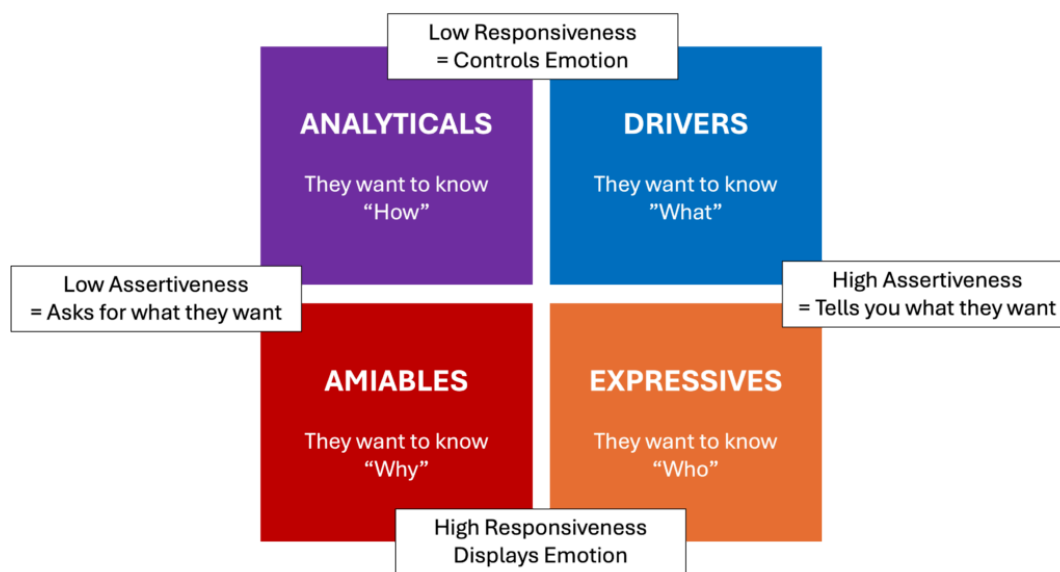 Low Responsiveness
= Controls Emotion
ANALYTICALS
They want to know
“How”
DRIVERS
They want to know
”What”
Low Assertiveness
= Asks for what they want
High Assertiveness
= Tells you what they want
AMIABLES
They want to know
“Why”
EXPRESSIVES
They want to know
“Who”
High Responsiveness
Displays Emotion